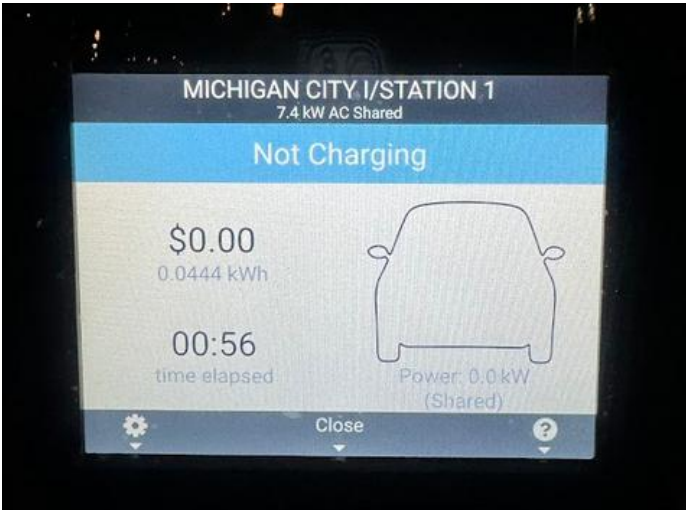 MICHIGAN CITY I/STATION 1
7.4 kW AC Shared
Not Charging
$0.00
0.0444 kWh
00:56
time elapsed
Power: 0.0 kW
(Shared)
Close
?